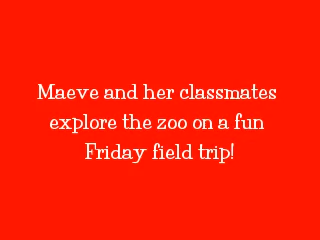 Maeve and her classmates
explore the zoo on a fun
Friday field trip!